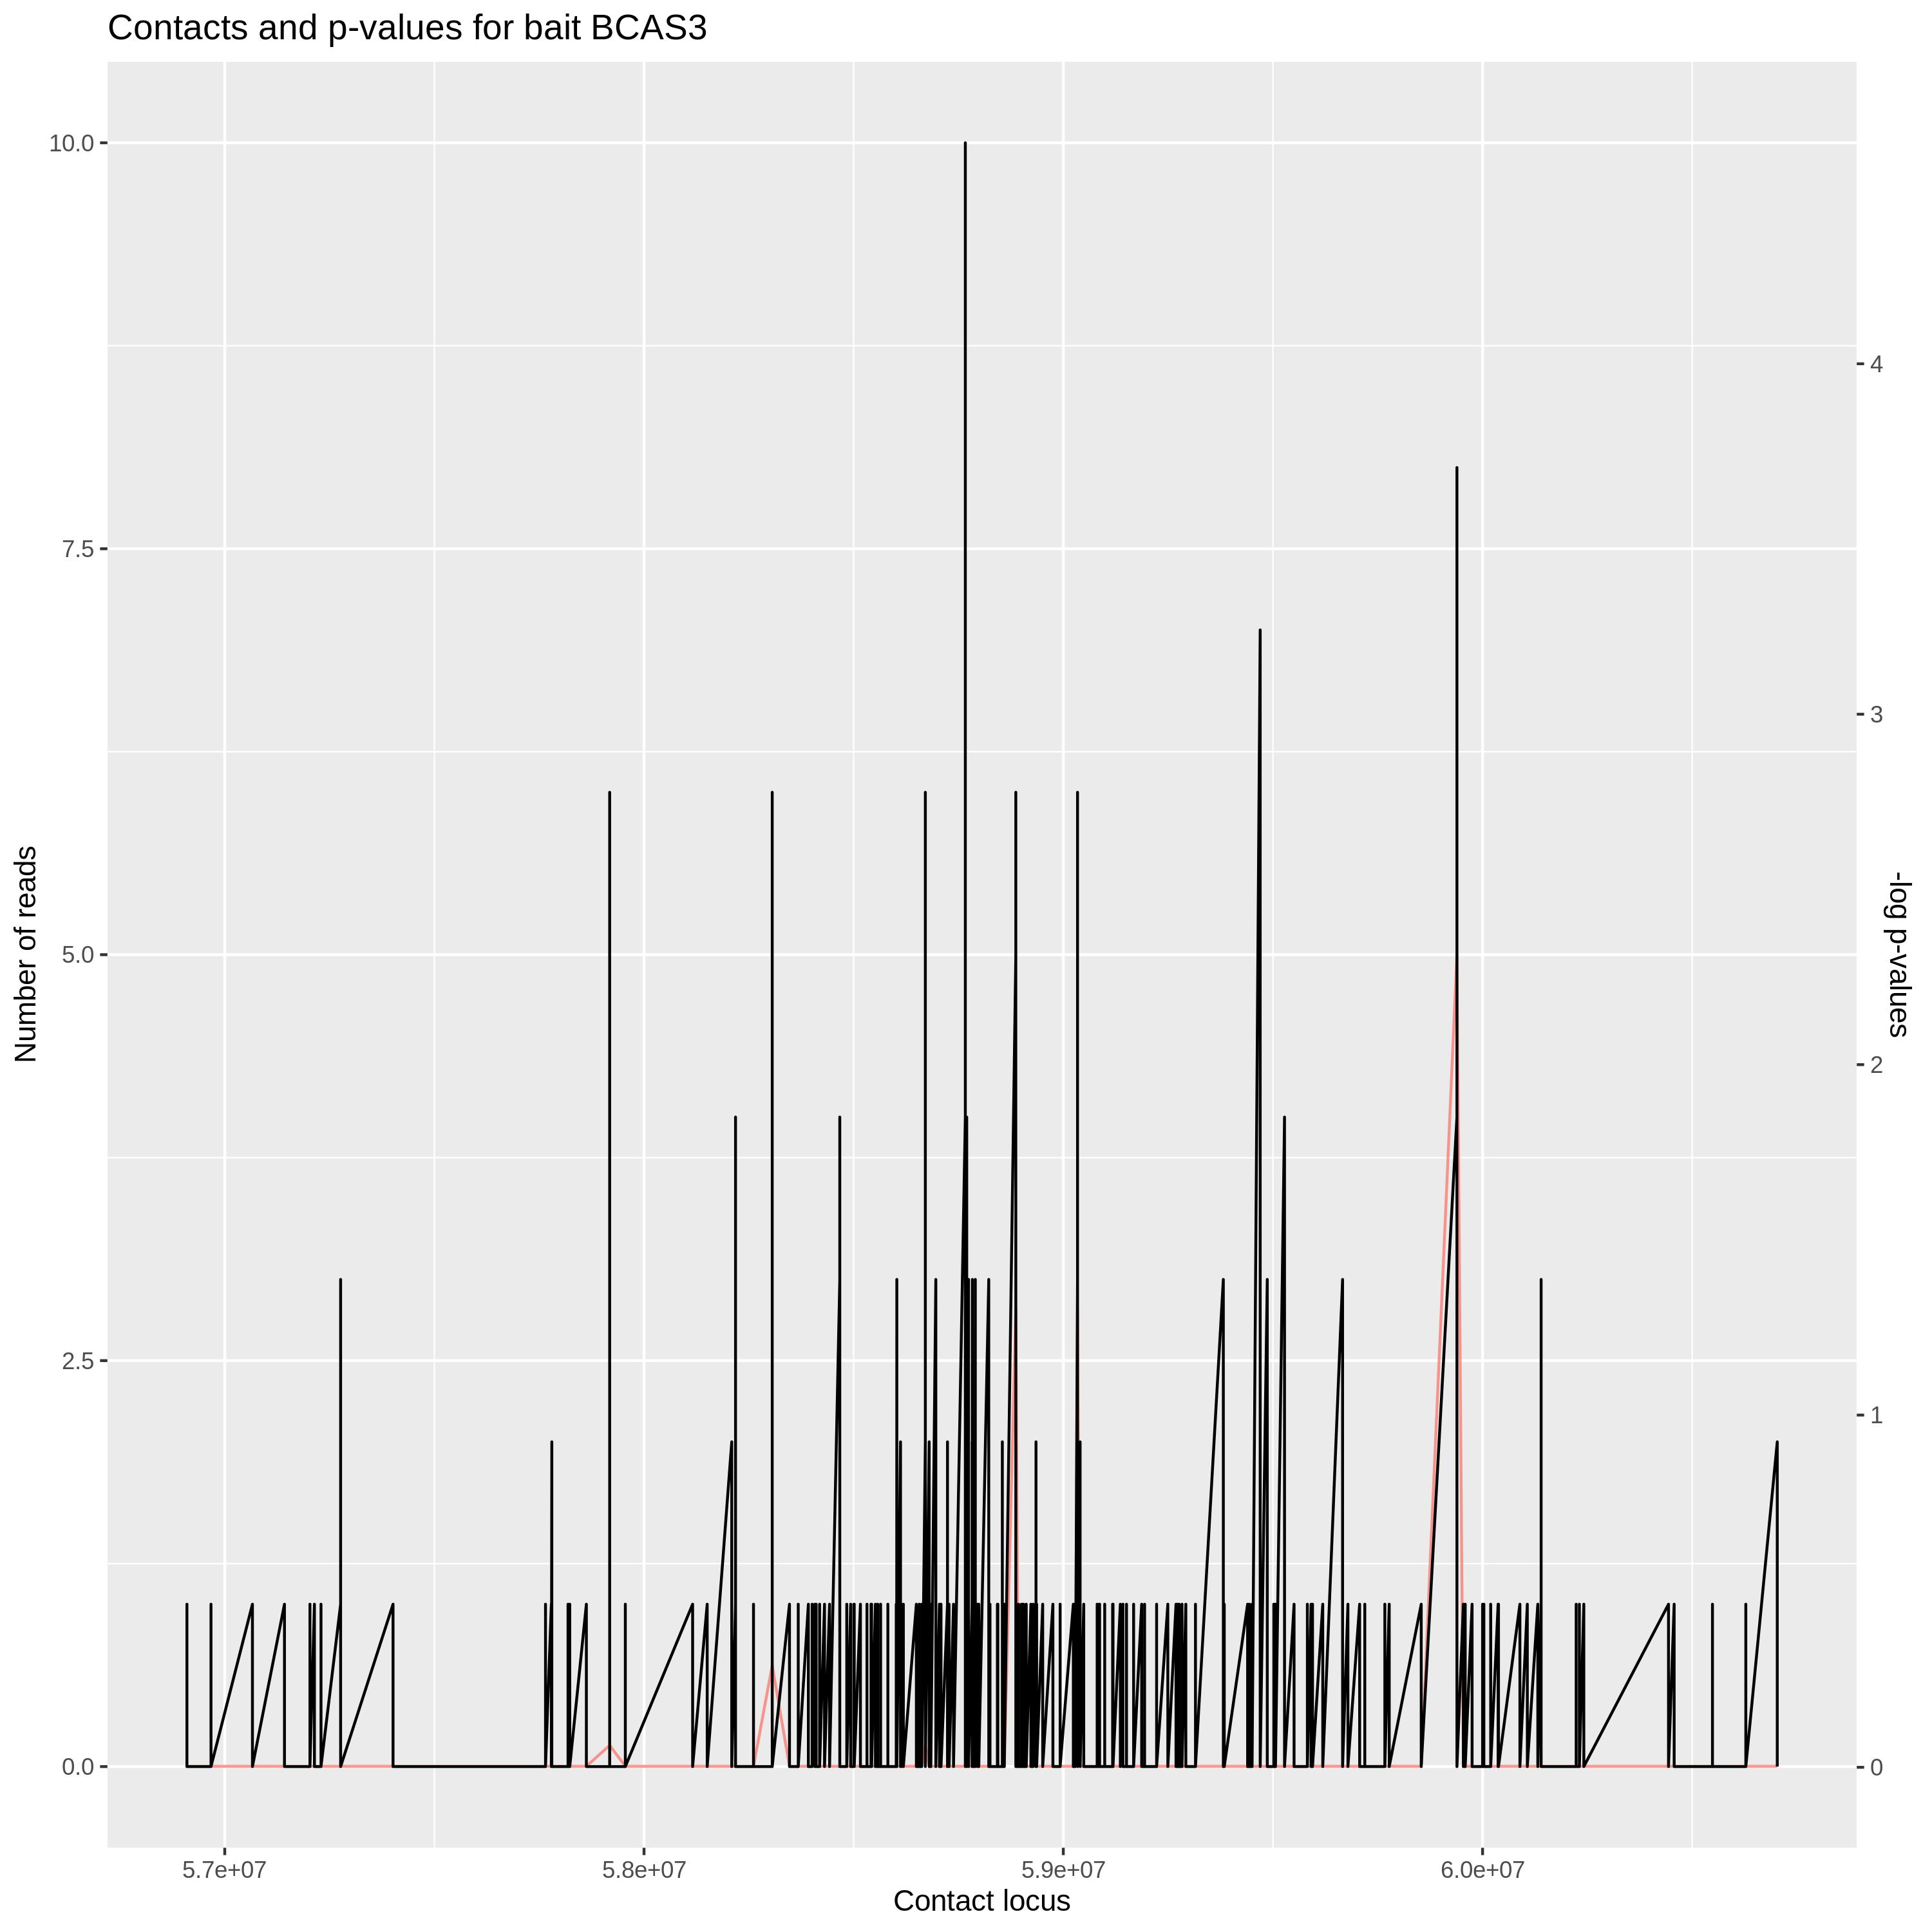 Contacts and p-values for bait BCAS3
10.0
7.5
5.0
2.5
0.0
Number of reads
4
3
2
1
0
-log p-values
5.7e+07 5.8e+07 5.9e+07 6.0e+07
Contact locus